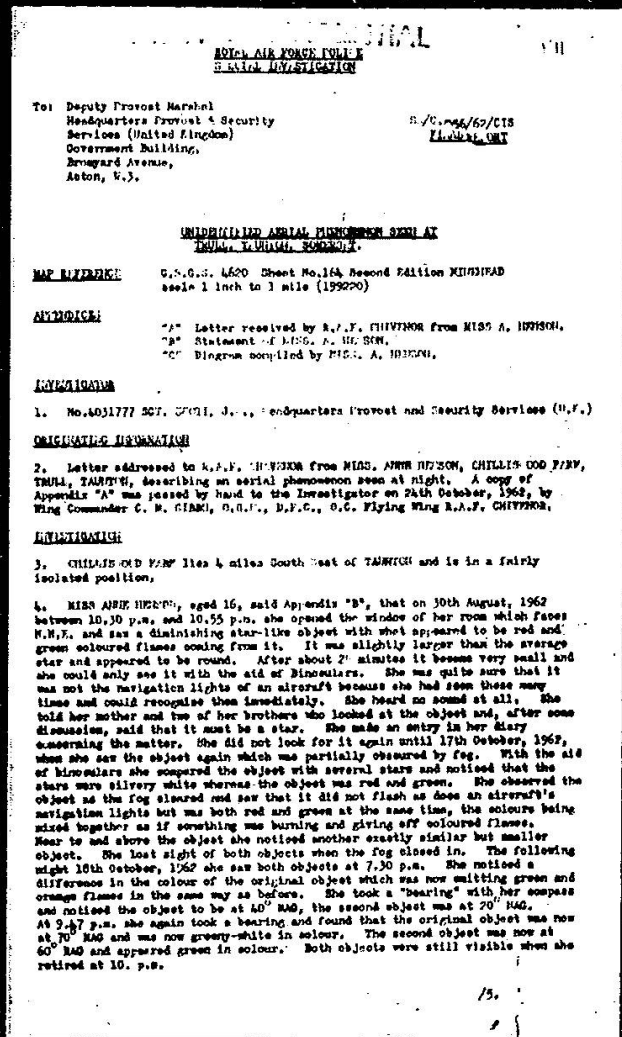 ROYAL AIR FORCE POLICE
SPECIAL INVESTIGATION
To: Deputy Provost Marshal
Headquarters Provost & Security
Services (United Kingdom)
Government Building,
Bromyard Avenue,
Acton, W.3.
UNIDENTIFIED AERIAL PHENOMENON SEEN AT
TRULL, TAUNTON, SOMERSET.
MAP REFERENCE G.S.G.S. 4620 Sheet No.164 Second Edition MINEHEAD
scale 1 inch to 1 mile (199220)
APPENDICES
"A" Letter received by R.A.F. CHIVENOR from MISS A. HENSON.
"B" Statement of MISS. A. HENSON.
"C" Diagram compiled by MISS. A. HENSON.
INVESTIGATOR
1. No.4031777 SGT. J. Headquarters Provost and Security Services (U.K.)
ORIGINATING INFORMATION
2. Letter addressed to R.A.F. CHIVENOR from MISS. ANNE HENSON, FARM,
TRULL, TAUNTON, describing an aerial phenomenon seen at night. A copy of
Appendix "A" was passed by hand to the Investigator on 24th October, 1962, by
Wing Commander C. M. D.F.C., O.C. Flying Wing R.A.F. CHIVENOR.
INVESTIGATION
3. FARM lies 4 miles South of TAUNTON and is in a fairly
isolated position.
4. MISS ANNE HENSON, aged 16, said Appendix "B", that on 30th August, 1962
between 10.30 p.m. and 10.55 p.m. she opened the window of her room which faces
N.N.E. and saw a diminishing star-like object with what appeared to be red and
green coloured flames coming from it. It was slightly larger than the average
star and appeared to be round. After about minutes it became very small and
she could only see it with the aid of Binoculars. She was quite sure that it
was not the navigation lights of an aircraft because she had seen these many
times and could recognise them immediately. She heard no sound at all. She
told her mother and two of her brothers who looked at the object and, after some
discussion, said that it must be a star. She made an entry in her diary
concerning the matter. She did not look for it again until 17th October, 1962,
when she saw the object again which was partially obscured by fog. With the aid
of binoculars she compared the object with several stars and noticed that the
stars were silvery white whereas the object was red and green. She observed the
object as the fog cleared and saw that it did not flash as does an aircraft's
navigation lights but was both red and green at the same time, the colours being
mixed together as if something was burning and giving off coloured flames.
Near to and above the object she noticed another exactly similar but smaller
object. She lost sight of both objects when the fog closed in. The following
night 18th October, 1962 she saw both objects at 7.30 p.m. She noticed a
difference in the colour of the original object which was now emitting green and
orange flames in the same way as before. She took a "bearing" with her compass
and noticed the object to be at 40° MAG, the second object was at 20° MAG.
At 9.47 p.m. she again took a bearing and found that the original object was now
at 70° MAG and was now greeny-white in colour. The second object was now at
60° MAG and appeared green in colour. Both objects were still visible when she
retired at 10. p.m.
/5.